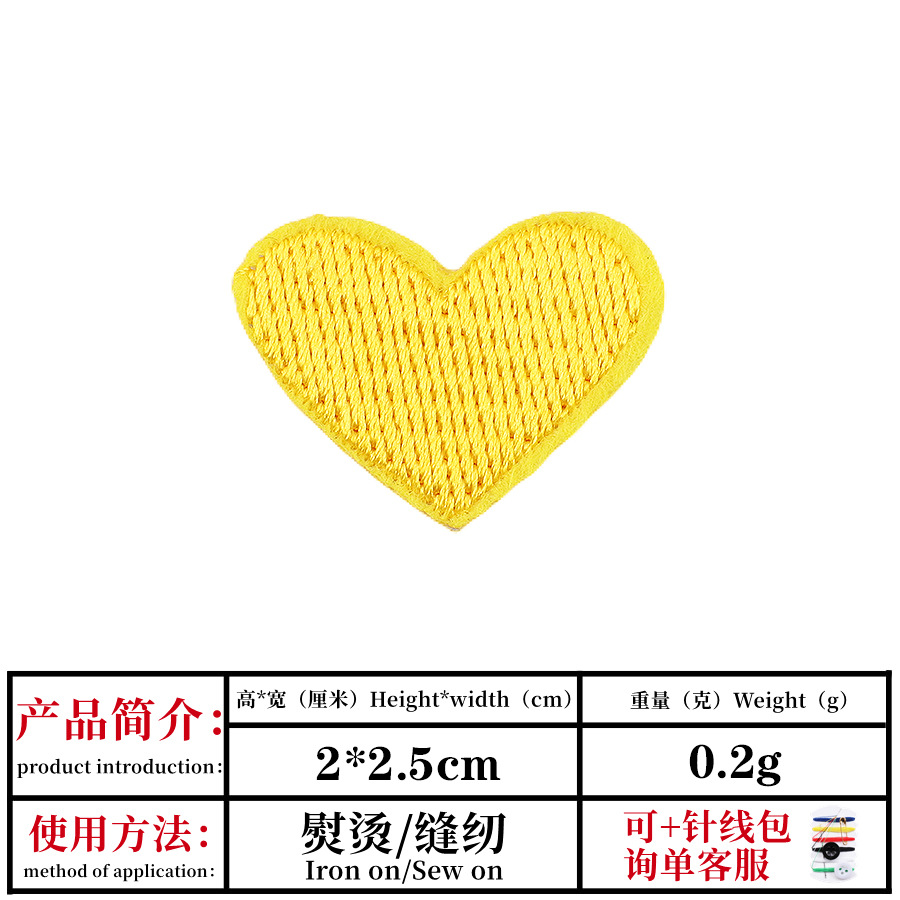 产品简介：
product introduction：
高*宽（厘米）Height*width（cm）
重量（克）Weight（g）
2*2.5cm
0.2g
使用方法：
method of application：
熨烫/缝纫
Iron on/Sew on
可+针线包
询单客服